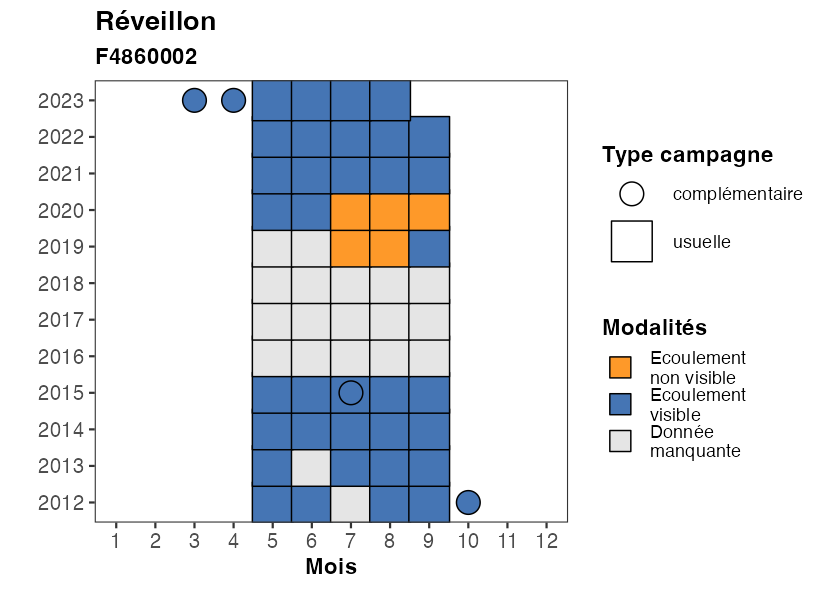 Réveillon
F4860002
2023
2022
2021
2020
2019
2018
2017
2016
2015
2014
2013
2012
1 2 3 4 5 6 7 8 9 10 11 12
Mois
Type campagne
complémentaire
usuelle
Modalités
Ecoulement
non visible
Ecoulement
visible
Donnée
manquante